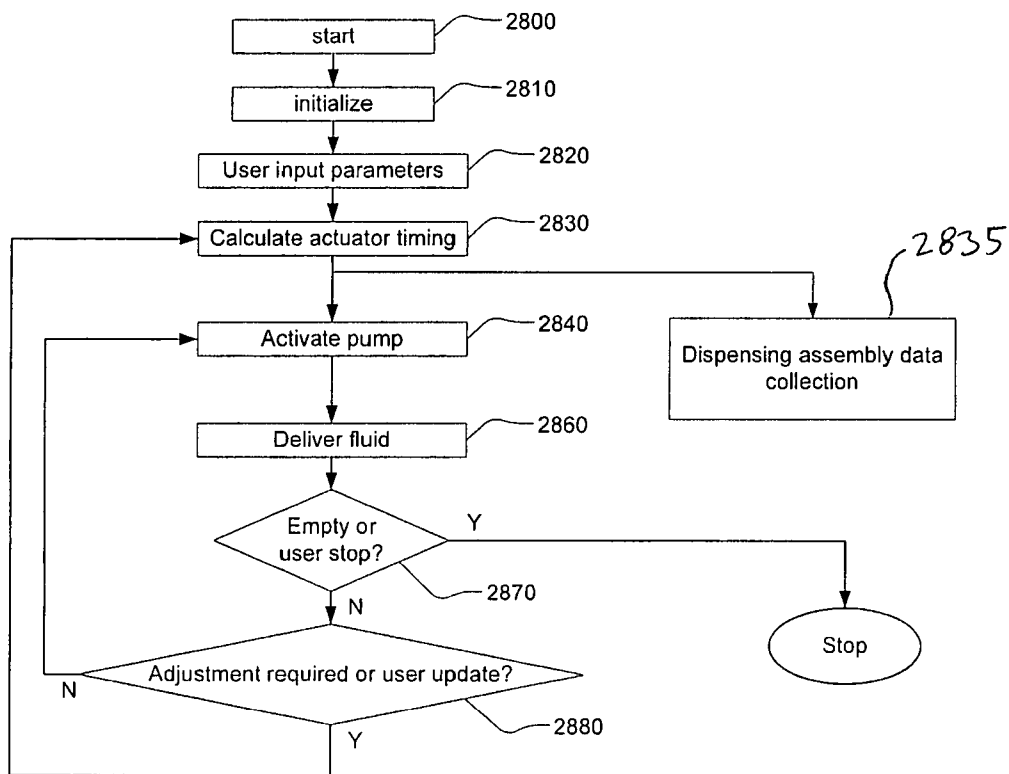 start
2800
initialize
2810
User input parameters
2820
Calculate actuator timing
2830
2835
Activate pump
2840
Dispensing assembly data
collection
Deliver fluid
2860
Empty or
user stop?
Y
2870
N
Stop
Adjustment required or user update?
N
2880
Y